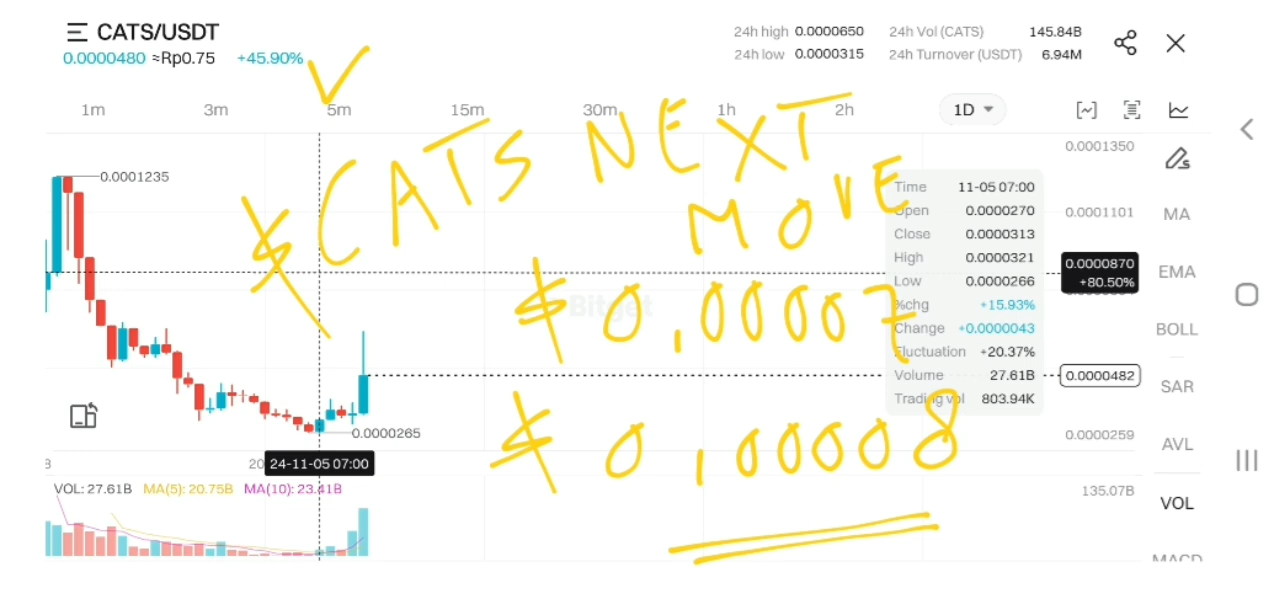 CATS/USDT
24h high 0.0000650 24h Vol (CATS) 145.84B
0.0000480 ≈Rp0.75 +45.90%
24h low 0.0000315 24h Turnover (USDT) 6.94M
1m 3m 5m 15m 30m 1h 2h 1D
$CATS NEXT
MOVE
$0,00007
$0,00008
0.0001350
0.0001235
Time 11-05 07:00
Open 0.0000270
0.0001101
MA
Close 0.0000313
High 0.0000321
0.0000870
+80.50%
EMA
Low 0.0000266
Bitget
%chg +15.93%
Change +0.0000043
BOLL
Fluctuation +20.37%
Volume 27.61B
0.0000482
SAR
Trading vol 803.94K
0.0000265
0.0000259
AVL
20
24-11-05 07:00
VOL:27.61B MA(5): 20.75B MA(10): 23.41B
135.07B
VOL
MACD